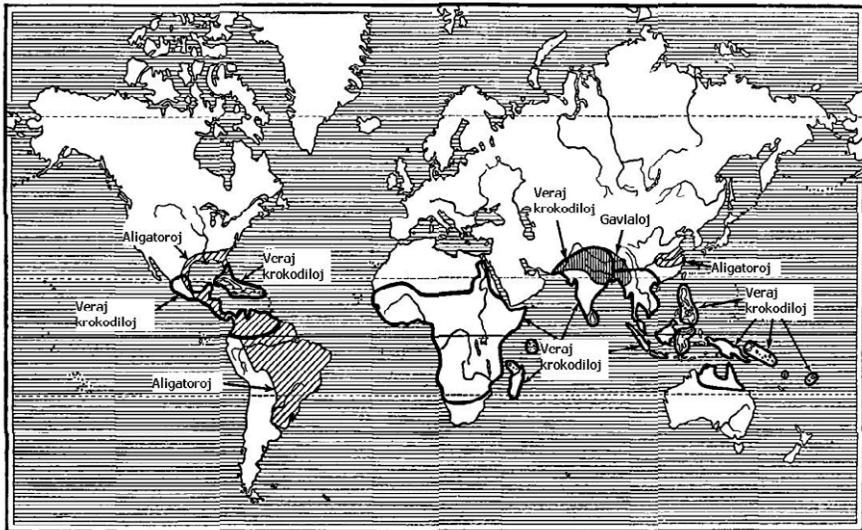 Veraj
krokodiloj
Gavialoj
Aligatoroj
Veraj
krokodiloj
Aligatoroj
Veraj
krokodiloj
Veraj
krokodiloj
Veraj
krokodiloj
Aligatoroj